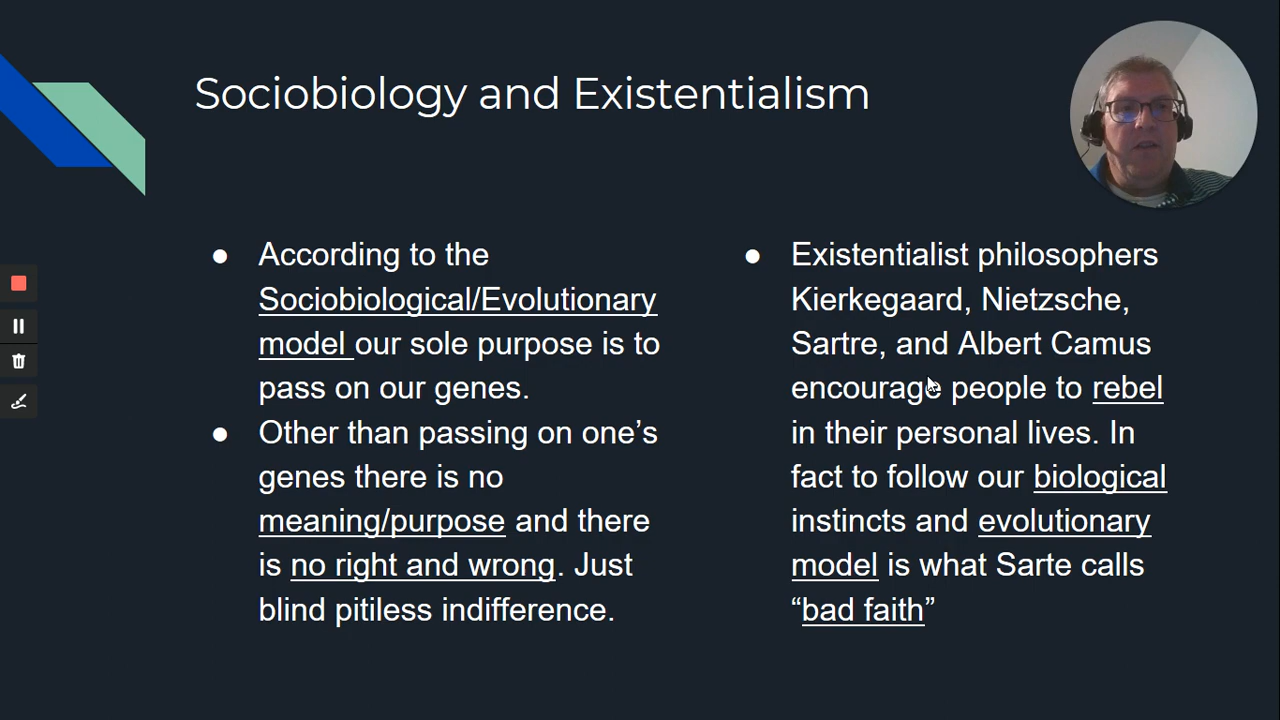 Sociobiology and Existentialism
● According to the
Sociobiological/Evolutionary
model our sole purpose is to
pass on our genes.
● Other than passing on one’s
genes there is no
meaning/purpose and there
is no right and wrong. Just
blind pitiless indifference.
● Existentialist philosophers
Kierkegaard, Nietzsche,
Sartre, and Albert Camus
encourage people to rebel
in their personal lives. In
fact to follow our biological
instincts and evolutionary
model is what Sarte calls
“bad faith”